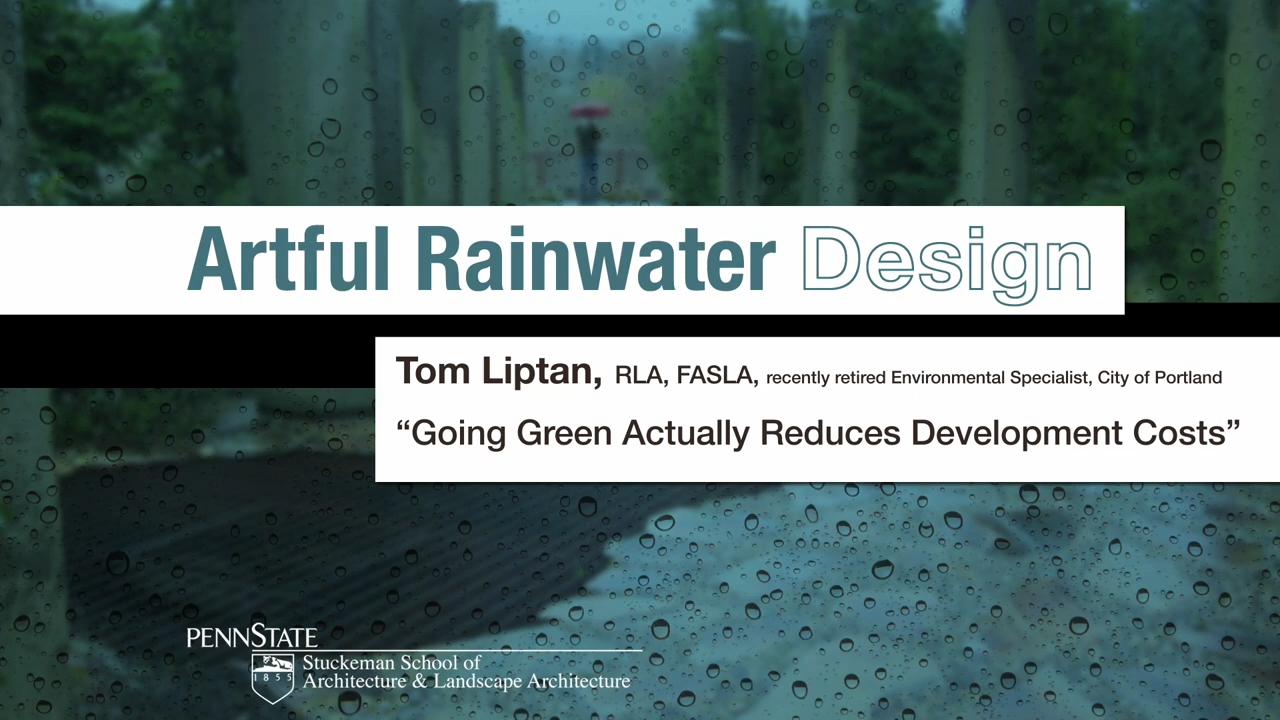 Artful Rainwater Design
Tom Liptan, RLA, FASLA, recently retired Environmental Specialist, City of Portland
“Going Green Actually Reduces Development Costs”
PENNSTATE
1855
Stuckeman School of
Architecture & Landscape Architecture